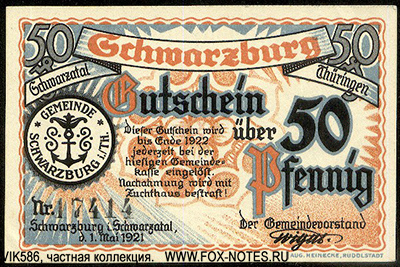 50 Schwarzburg 50
Schwarzatal
Thüringen
GEMEINDE
SCHWARZBURG i/TH.
Gutschein
Dieser Gutschein wird
bis Ende 1922
jederzeit bei der
hiesigen Gemeinde-
kasse eingelöst.
Nachahmung wird mit
Zuchthaus bestraft!
über 50
Pfennig
Nr.
Schwarzburg i/Schwarzatal,
d. 1. Mai 1921
Der Gemeindevorstand
AUG. HEINECKE, RUDOLSTADT.
VIK586, частная коллекция.
WWW.FOX-NOTES.RU